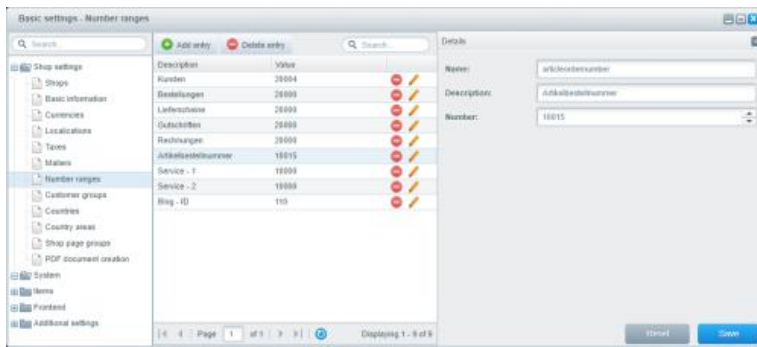 Basic settings - Number ranges
Search...
Add entry
Delete entry
Search...
Details
Shop settings
Shops
Basic information
Currencies
Localizations
Taxes
Mailers
Number ranges
Customer groups
Countries
Country areas
Shop page groups
PDF document creation
System
Items
Frontend
Additional settings
Description Value
Kunden 20004
Bestellungen 20000
Lieferscheine 20000
Gutschriften 20000
Rechnungen 20000
Artikelbestellnummer 10015
Service - 1 10000
Service - 2 10000
Blog - ID 110
Page 1 of 1
Displaying 1 - 9 of 9
Name: articleordernumber
Description: Artikelbestellnummer
Number: 10015
Reset
Save